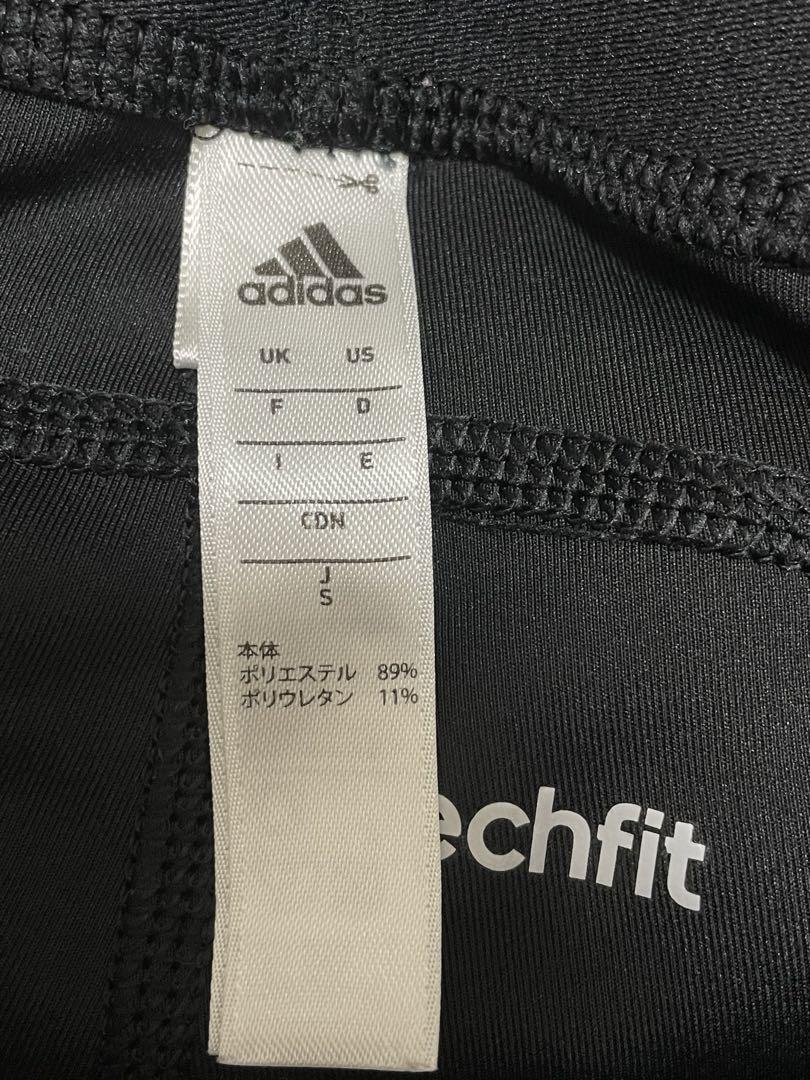 adidas
UK US
F D
I E
CDN
J
S
本体
ポリエステル 89%
ポリウレタン 11%
echfit